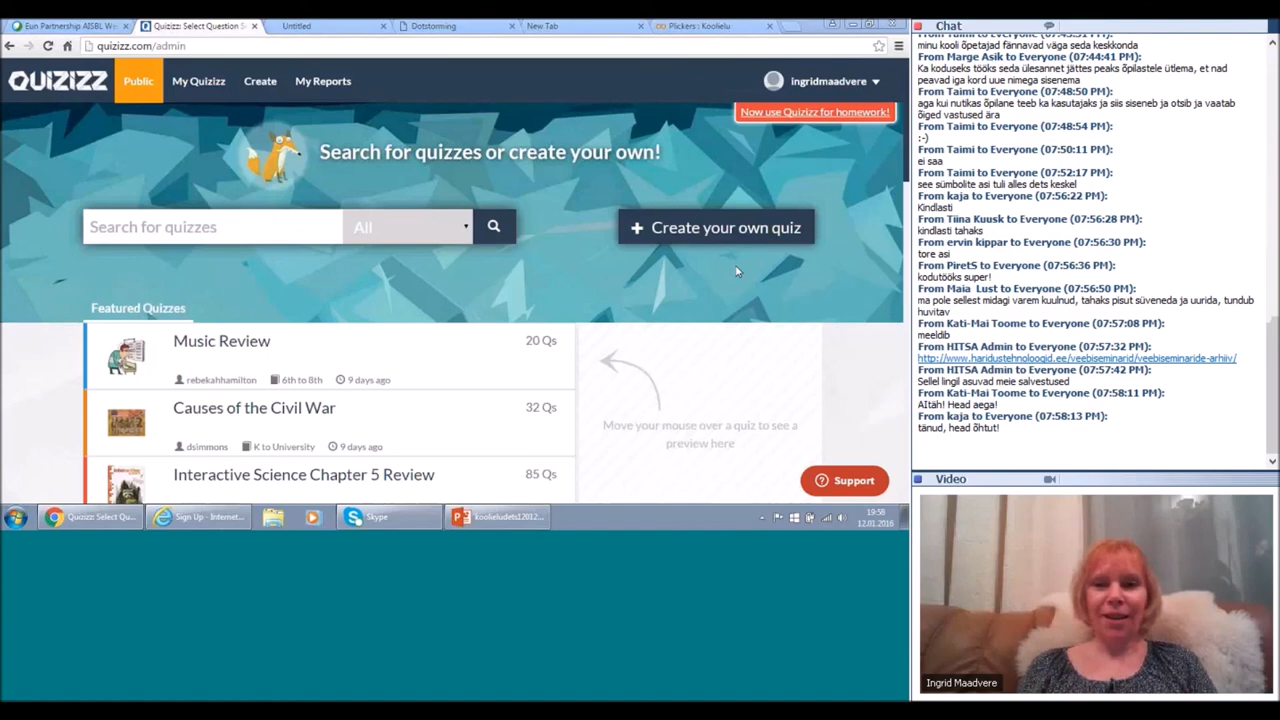 Eun Partnership AISBL We
Quizizz: Select Question S
Untitled
Dotstorming
New Tab
Plickers : Koolielu
quizizz.com/admin
QUIZIZZ
Public
My Quizizz
Create
My Reports
ingridmaadvere
Now use Quizizz for homework!
Search for quizzes or create your own!
Search for quizzes
All
+ Create your own quiz
Featured Quizzes
Music Review
20 Qs
rebekahhamilton 6th to 8th 9 days ago
Causes of the Civil War
32 Qs
dsimmons K to University 9 days ago
Interactive Science Chapter 5 Review
85 Qs
Move your mouse over a quiz to see a
preview here
Support
Quizizz: Select Qu...
Sign Up - Internet...
Skype
koolieludets12012...
19:58
12.01.2016
Chat
minu kooli õpetajad fännavad väga seda keskkonda
From Marge Asik to Everyone (07:44:41 PM):
Ka koduseks tööks seda ülesannet jättes peaks õpilastele ütlema, et nad
peavad iga kord uue nimega sisenema
From Taimi to Everyone (07:48:50 PM):
aga kui nutikas õpilane teeb ka kasutajaks ja siis siseneb ja otsib ja vaatab
õiged vastused ära
From Taimi to Everyone (07:48:54 PM):
:-)
From Taimi to Everyone (07:50:11 PM):
ei saa
From Taimi to Everyone (07:52:17 PM):
see sümbolite asi tuli alles dets keskel
From kaja to Everyone (07:56:22 PM):
Kindlasti
From Tiina Kuusk to Everyone (07:56:28 PM):
kindlasti tahaks
From ervin kippar to Everyone (07:56:30 PM):
tore asi
From PiretS to Everyone (07:56:36 PM):
kodutööks super!
From Maia Lust to Everyone (07:56:50 PM):
ma pole sellest midagi varem kuulnud, tahaks pisut süveneda ja uurida, tundub
huvitav
From Kati-Mai Toome to Everyone (07:57:08 PM):
meeldib
From HITSA Admin to Everyone (07:57:32 PM):
http://www.haridustehnoloogid.ee/veebiseminarid/veebiseminaride-arhiiv/
From HITSA Admin to Everyone (07:57:42 PM):
Sellel lingil asuvad meie salvestused
From Kati-Mai Toome to Everyone (07:58:11 PM):
AItäh! Head aega!
From kaja to Everyone (07:58:13 PM):
tänud, head õhtut!
Video
Ingrid Maadvere